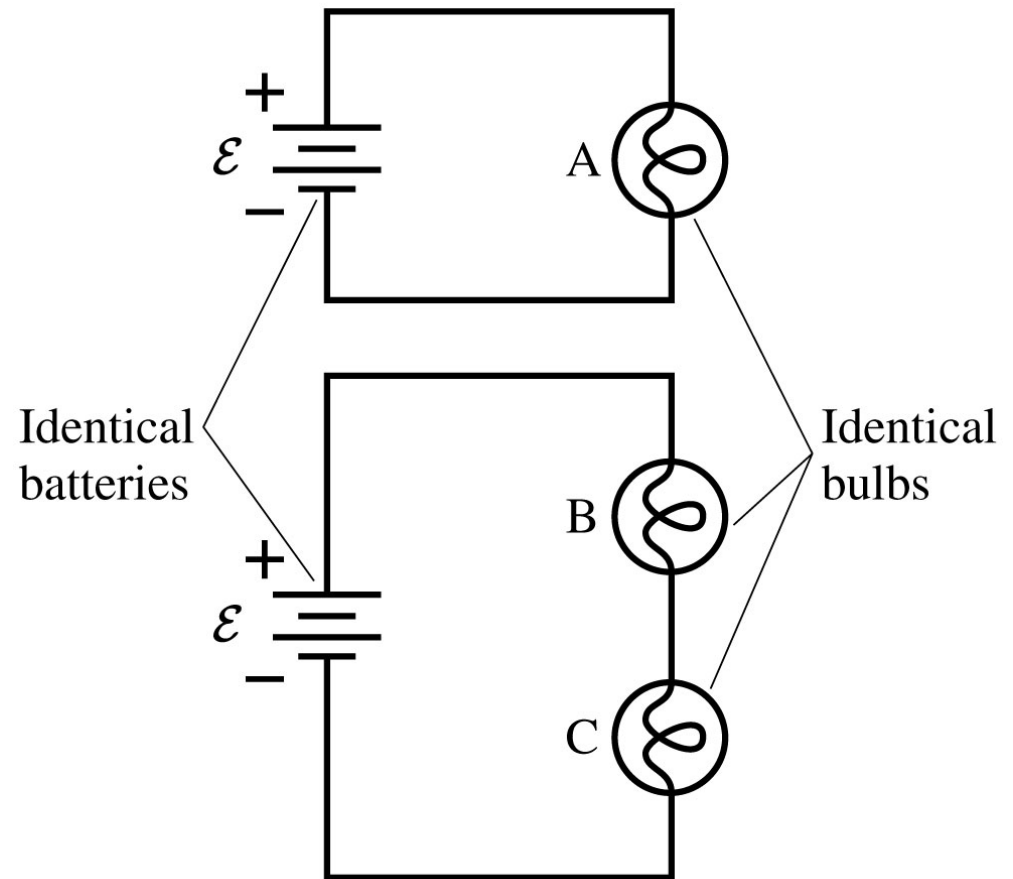 +
ℰ
−
A
Identical
batteries
Identical
bulbs
B
+
ℰ
−
C